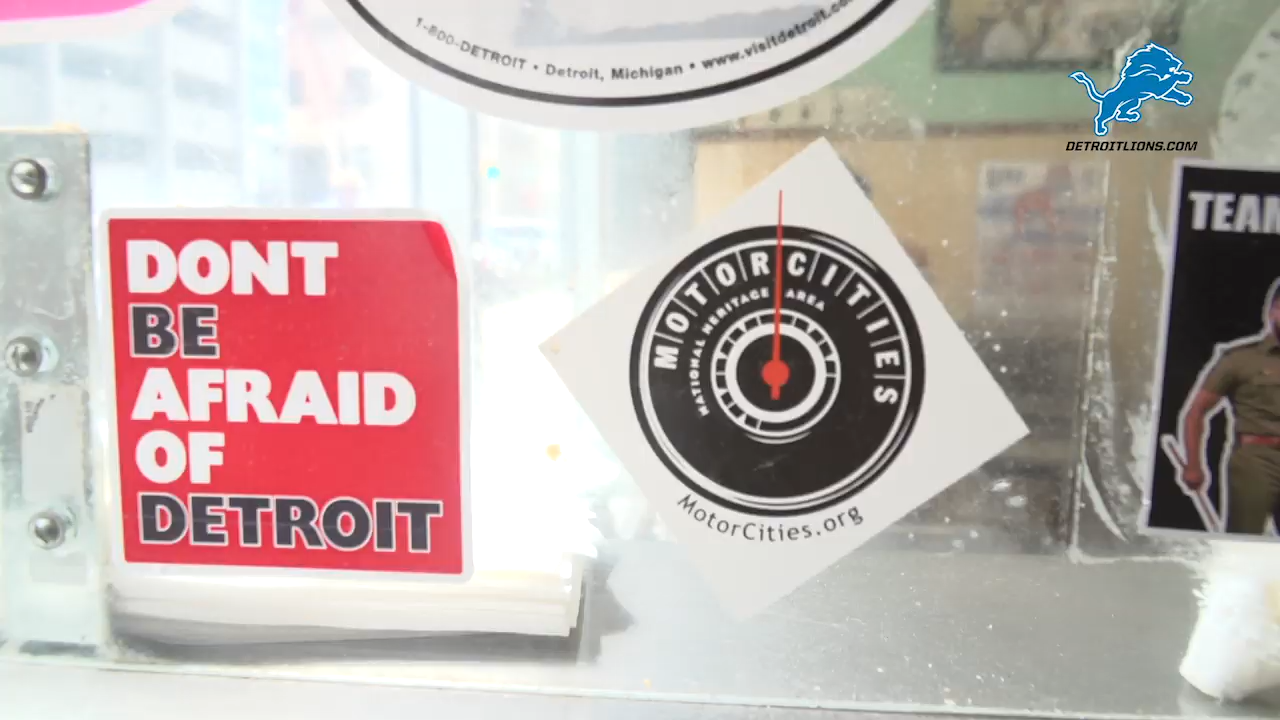 1-800-DETROIT • Detroit, Michigan • www.visitdetroit.com
DETROITLIONS.COM
DONT
BE
AFRAID
OF
DETROIT
MOTORCITIES
NATIONAL HERITAGE AREA
MotorCities.org
TEAM